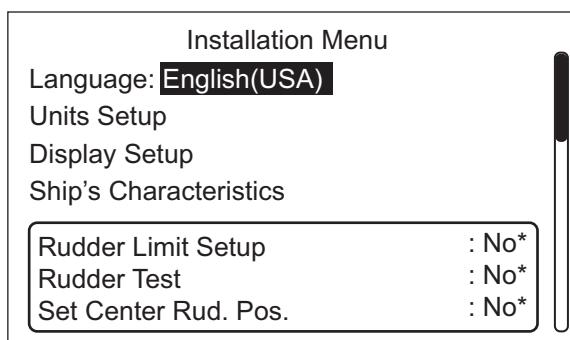 Installation Menu
Language: English(USA)
Units Setup
Display Setup
Ship's Characteristics
Rudder Limit Setup : No*
Rudder Test : No*
Set Center Rud. Pos. : No*